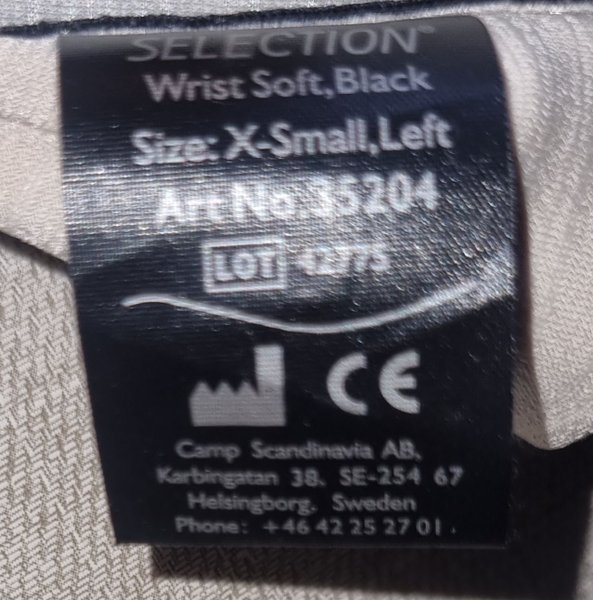 SELECTION™
Wrist Soft, Black
Size: X-Small, Left
Art No.35204
LOT 42775
CE
Camp Scandinavia AB,
Karbingatan 38, SE-254 67
Helsingborg, Sweden
Phone: +46 42 25 27 01.